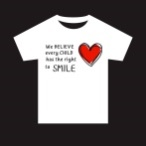 We BELIEVE
every CHILD
has the right
to SMILE